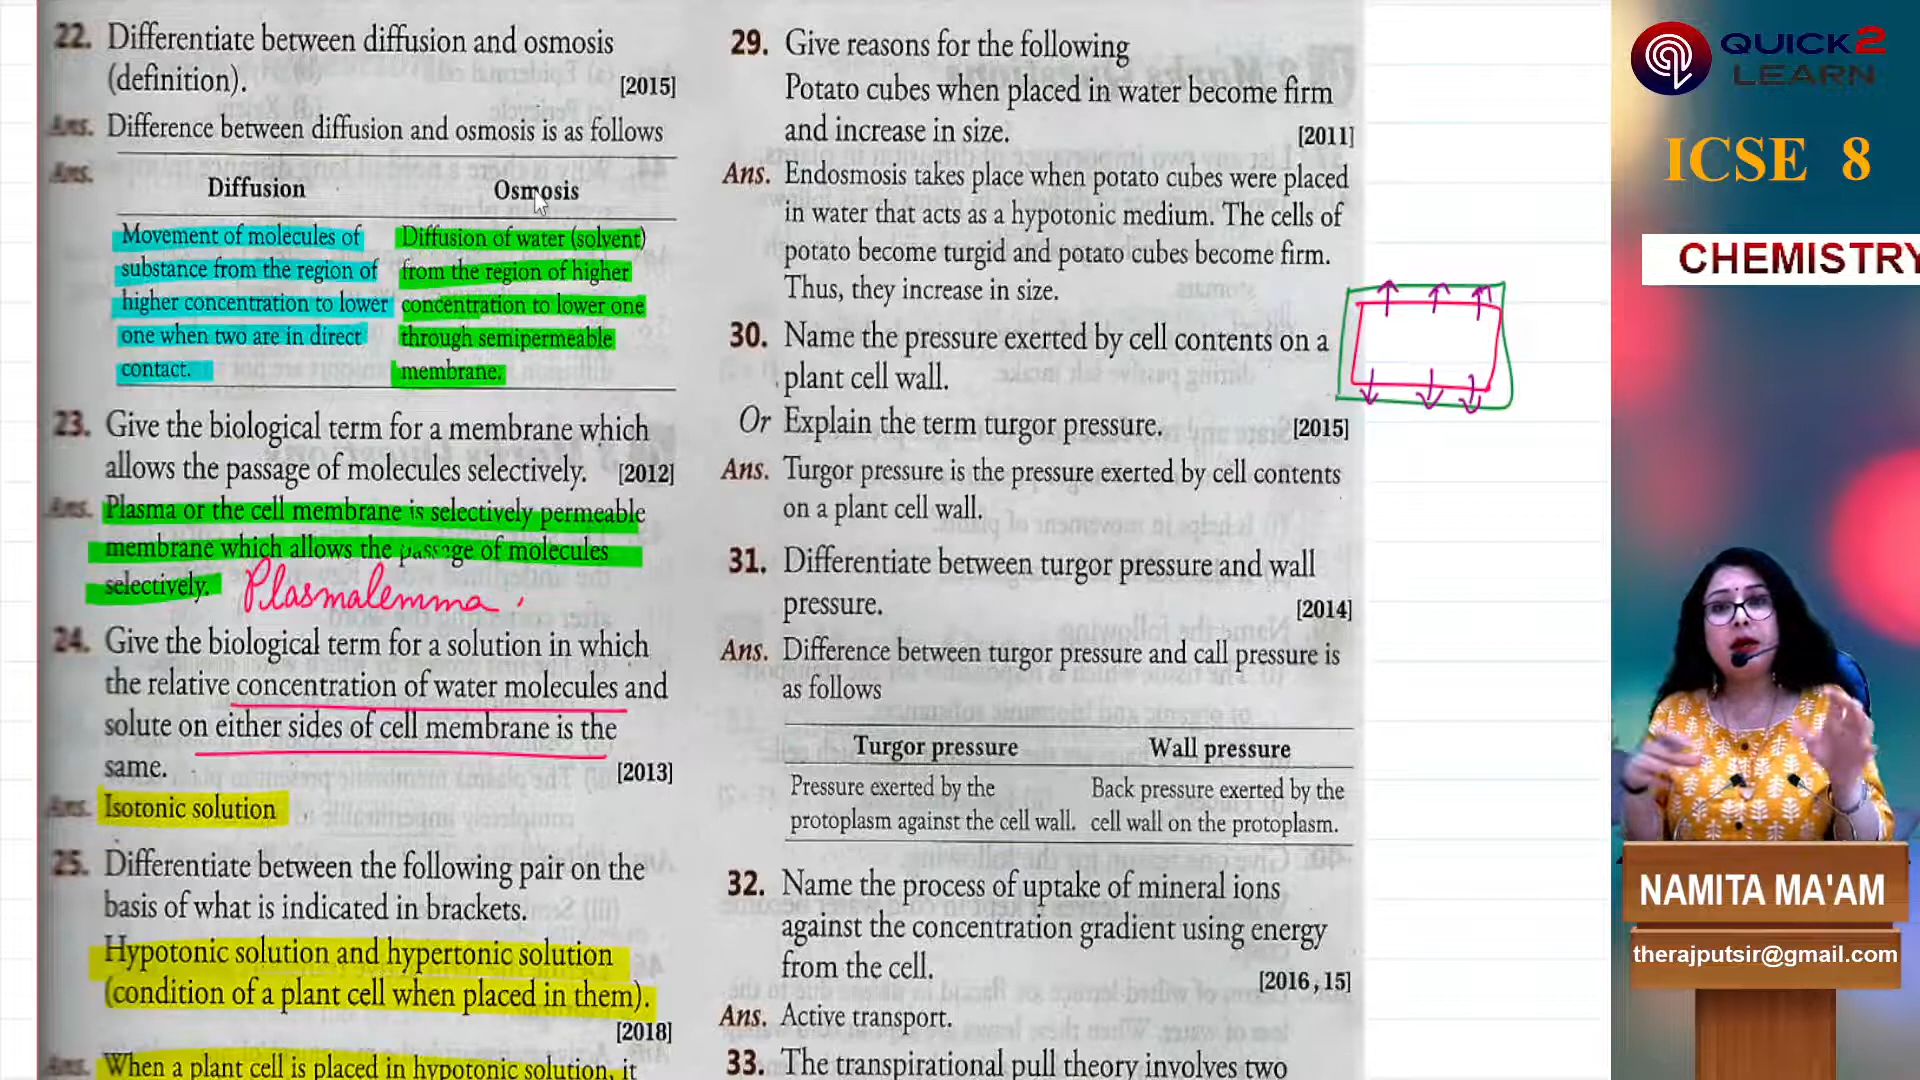 22. Differentiate between diffusion and osmosis
(definition). [2015]
Ans. Difference between diffusion and osmosis is as follows
Ans.
Diffusion Osmosis
Movement of molecules of
substance from the region of
higher concentration to lower
one when two are in direct
contact.
Diffusion of water (solvent)
from the region of higher
concentration to lower one
through semipermeable
membrane.
23. Give the biological term for a membrane which
allows the passage of molecules selectively. [2012]
Ans. Plasma or the cell membrane is selectively permeable
membrane which allows the passage of molecules
selectively. Plasmalemma
24. Give the biological term for a solution in which
the relative concentration of water molecules and
solute on either sides of cell membrane is the
same. [2013]
Ans. Isotonic solution
25. Differentiate between the following pair on the
basis of what is indicated in brackets.
Hypotonic solution and hypertonic solution
(condition of a plant cell when placed in them).
[2018]
Ans. When a plant cell is placed in hypotonic solution, it
29. Give reasons for the following
Potato cubes when placed in water become firm
and increase in size. [2011]
Ans. Endosmosis takes place when potato cubes were placed
in water that acts as a hypotonic medium. The cells of
potato become turgid and potato cubes become firm.
Thus, they increase in size.
30. Name the pressure exerted by cell contents on a
plant cell wall.
Or Explain the term turgor pressure. [2015]
Ans. Turgor pressure is the pressure exerted by cell contents
on a plant cell wall.
31. Differentiate between turgor pressure and wall
pressure. [2014]
Ans. Difference between turgor pressure and call pressure is
as follows
Turgor pressure Wall pressure
Pressure exerted by the
protoplasm against the cell wall.
Back pressure exerted by the
cell wall on the protoplasm.
32. Name the process of uptake of mineral ions
against the concentration gradient using energy
from the cell. [2016, 15]
Ans. Active transport.
33. The transpirational pull theory involves two
QUICK2
LEARN
ICSE 8
CHEMISTRY
NAMITA MA'AM
therajputsir@gmail.com